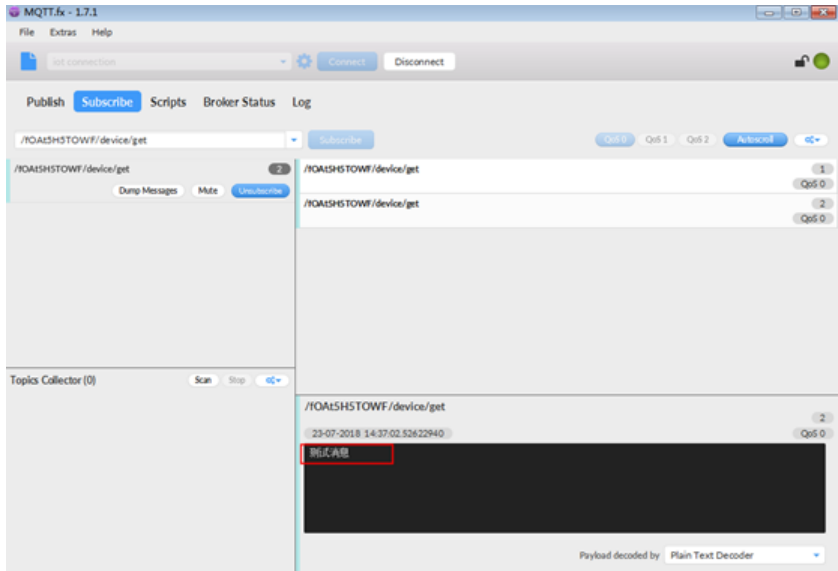 MQTT.fx - 1.7.1
File Extras Help
iot connection Connect Disconnect
Publish Subscribe Scripts Broker Status Log
/fOAt5H5TOWF/device/get Subscribe QoS 0 QoS 1 QoS 2 Autoscroll
/fOAt5H5TOWF/device/get 2
Dump Messages Mute Unsubscribe
/fOAt5H5TOWF/device/get 1
QoS 0
/fOAt5H5TOWF/device/get 2
QoS 0
Topics Collector (0) Scan Stop
/fOAt5H5TOWF/device/get
2
23-07-2018 14:37:02.52622940 QoS 0
测试消息
Payload decoded by Plain Text Decoder